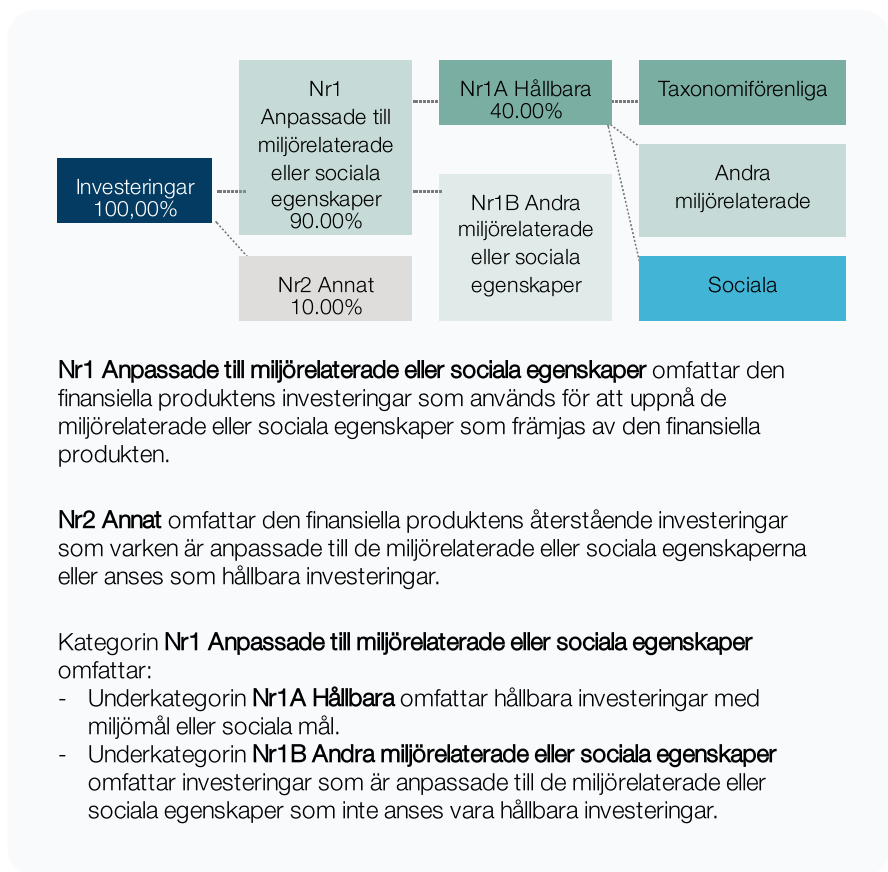 Investeringar
100,00%
Nr1
Anpassade till
miljörelaterade
eller sociala
egenskaper
90.00%
Nr2 Annat
10.00%
Nr1A Hållbara
40.00%
Nr1B Andra
miljörelaterade
eller sociala
egenskaper
Taxonomiförenliga
Andra
miljörelaterade
Sociala
Nr1 Anpassade till miljörelaterade eller sociala egenskaper omfattar den
finansiella produktens investeringar som används för att uppnå de
miljörelaterade eller sociala egenskaper som främjas av den finansiella
produkten.
Nr2 Annat omfattar den finansiella produktens återstående investeringar
som varken är anpassade till de miljörelaterade eller sociala egenskaperna
eller anses som hållbara investeringar.
Kategorin Nr1 Anpassade till miljörelaterade eller sociala egenskaper
omfattar:
- Underkategorin Nr1A Hållbara omfattar hållbara investeringar med
miljömål eller sociala mål.
- Underkategorin Nr1B Andra miljörelaterade eller sociala egenskaper
omfattar investeringar som är anpassade till de miljörelaterade eller
sociala egenskaper som inte anses vara hållbara investeringar.